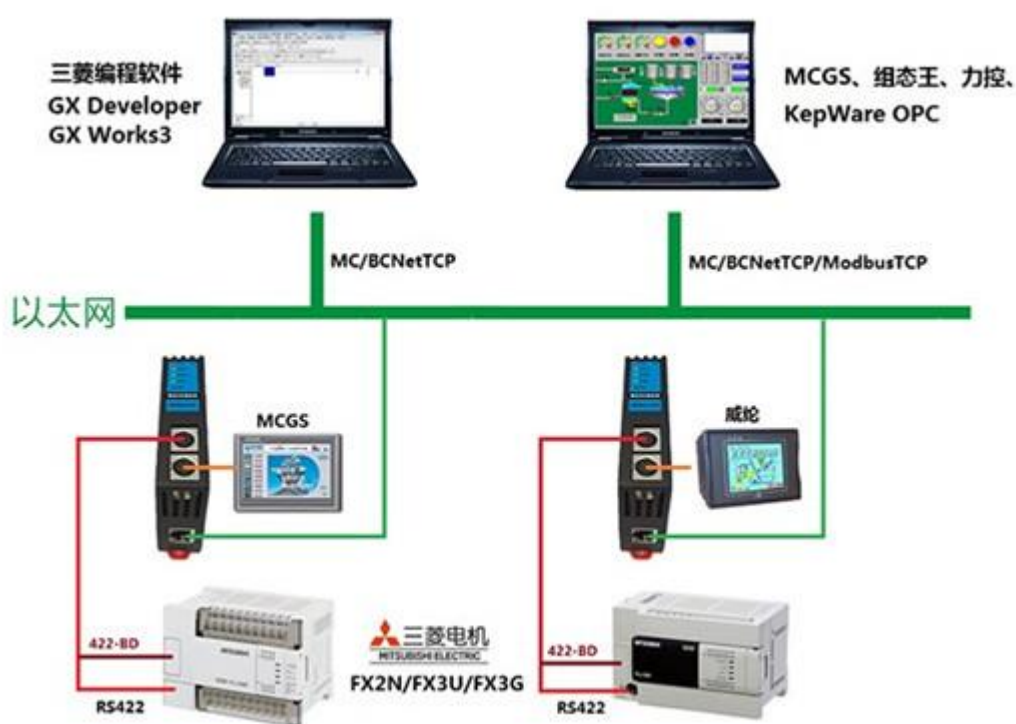 三菱编程软件
GX Developer
GX Works3
MCGS、组态王、力控、
KepWare OPC
MC/BCNetTCP
MC/BCNetTCP/ModbusTCP
以太网
MCGS
威纶
422-BD
RS422
三菱电机
MITSUBISHI ELECTRIC
FX2N/FX3U/FX3G
422-BD
RS422